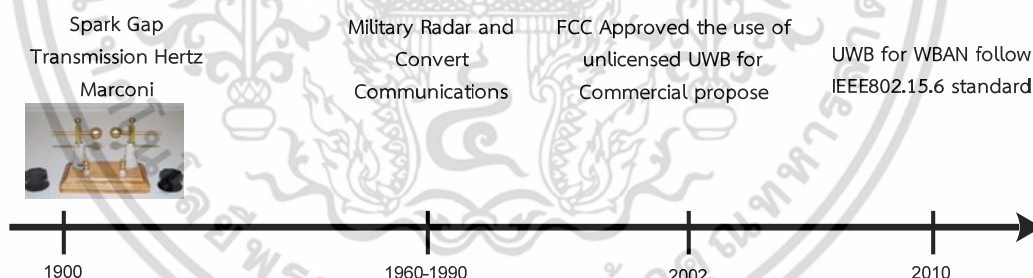 Spark Gap
Transmission Hertz
Marconi
Military Radar and
Convert
Communications
FCC Approved the use of
unlicensed UWB for
Commercial propose
UWB for WBAN follow
IEEE802.15.6 standard
1900
1960-1990
2002
2010